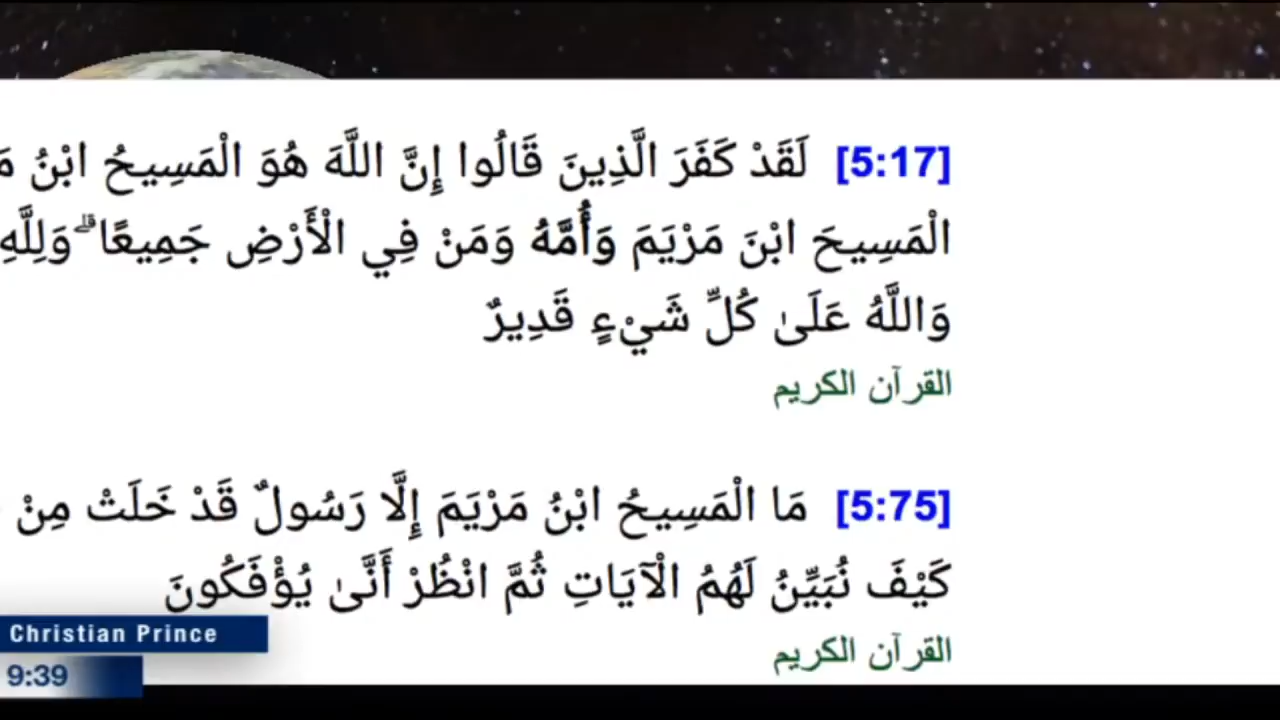 [5:17] لَقَدْ كَفَرَ الَّذِينَ قَالُوا إِنَّ اللَّهَ هُوَ الْمَسِيحُ ابْنُ
الْمَسِيحَ ابْنَ مَرْيَمَ وَأُمَّهُ وَمَنْ فِي الْأَرْضِ جَمِيعًا ۗ وَلِلَّهِ
وَاللَّهُ عَلَىٰ كُلِّ شَيْءٍ قَدِيرٌ
القرآن الكريم
[5:75] مَا الْمَسِيحُ ابْنُ مَرْيَمَ إِلَّا رَسُولٌ قَدْ خَلَتْ مِنْ
كَيْفَ نُبَيِّنُ لَهُمُ الْآيَاتِ ثُمَّ انْظُرْ أَنَّىٰ يُؤْفَكُونَ
القرآن الكريم
Christian Prince
9:39